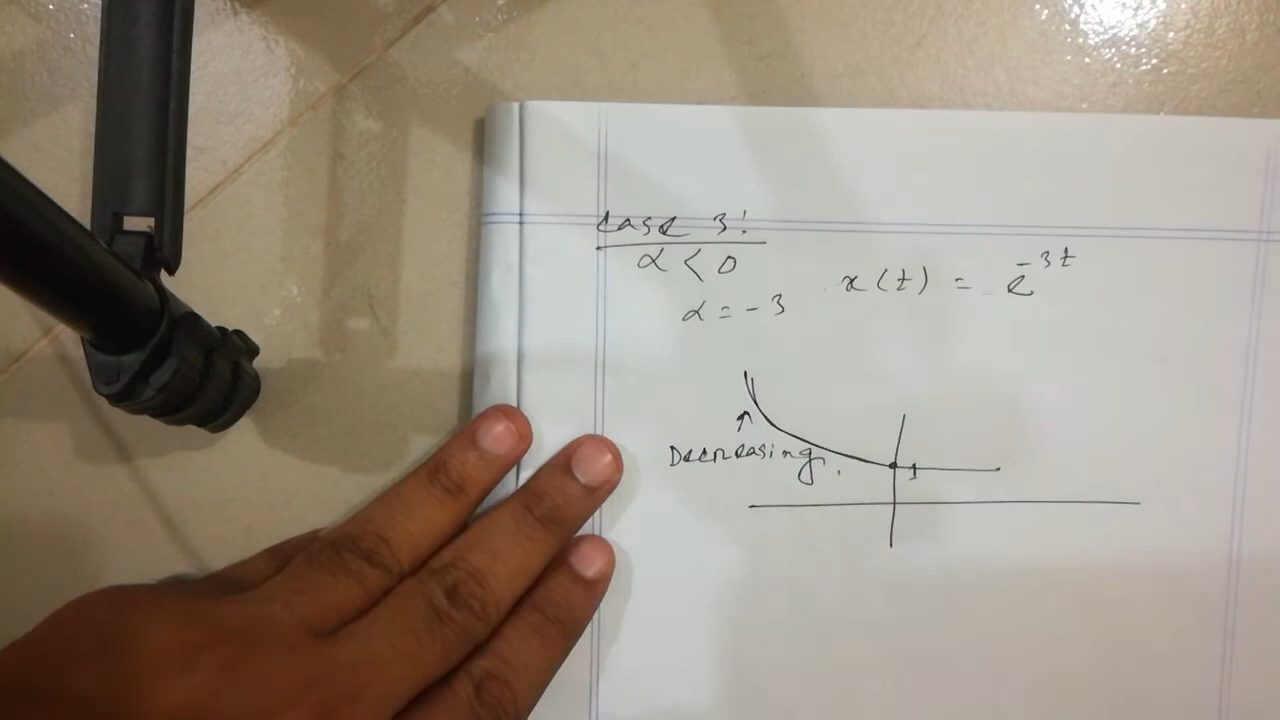 Case 3:
α < 0
x(t) = e^{-3t}
α = -3
Decreasing.
1